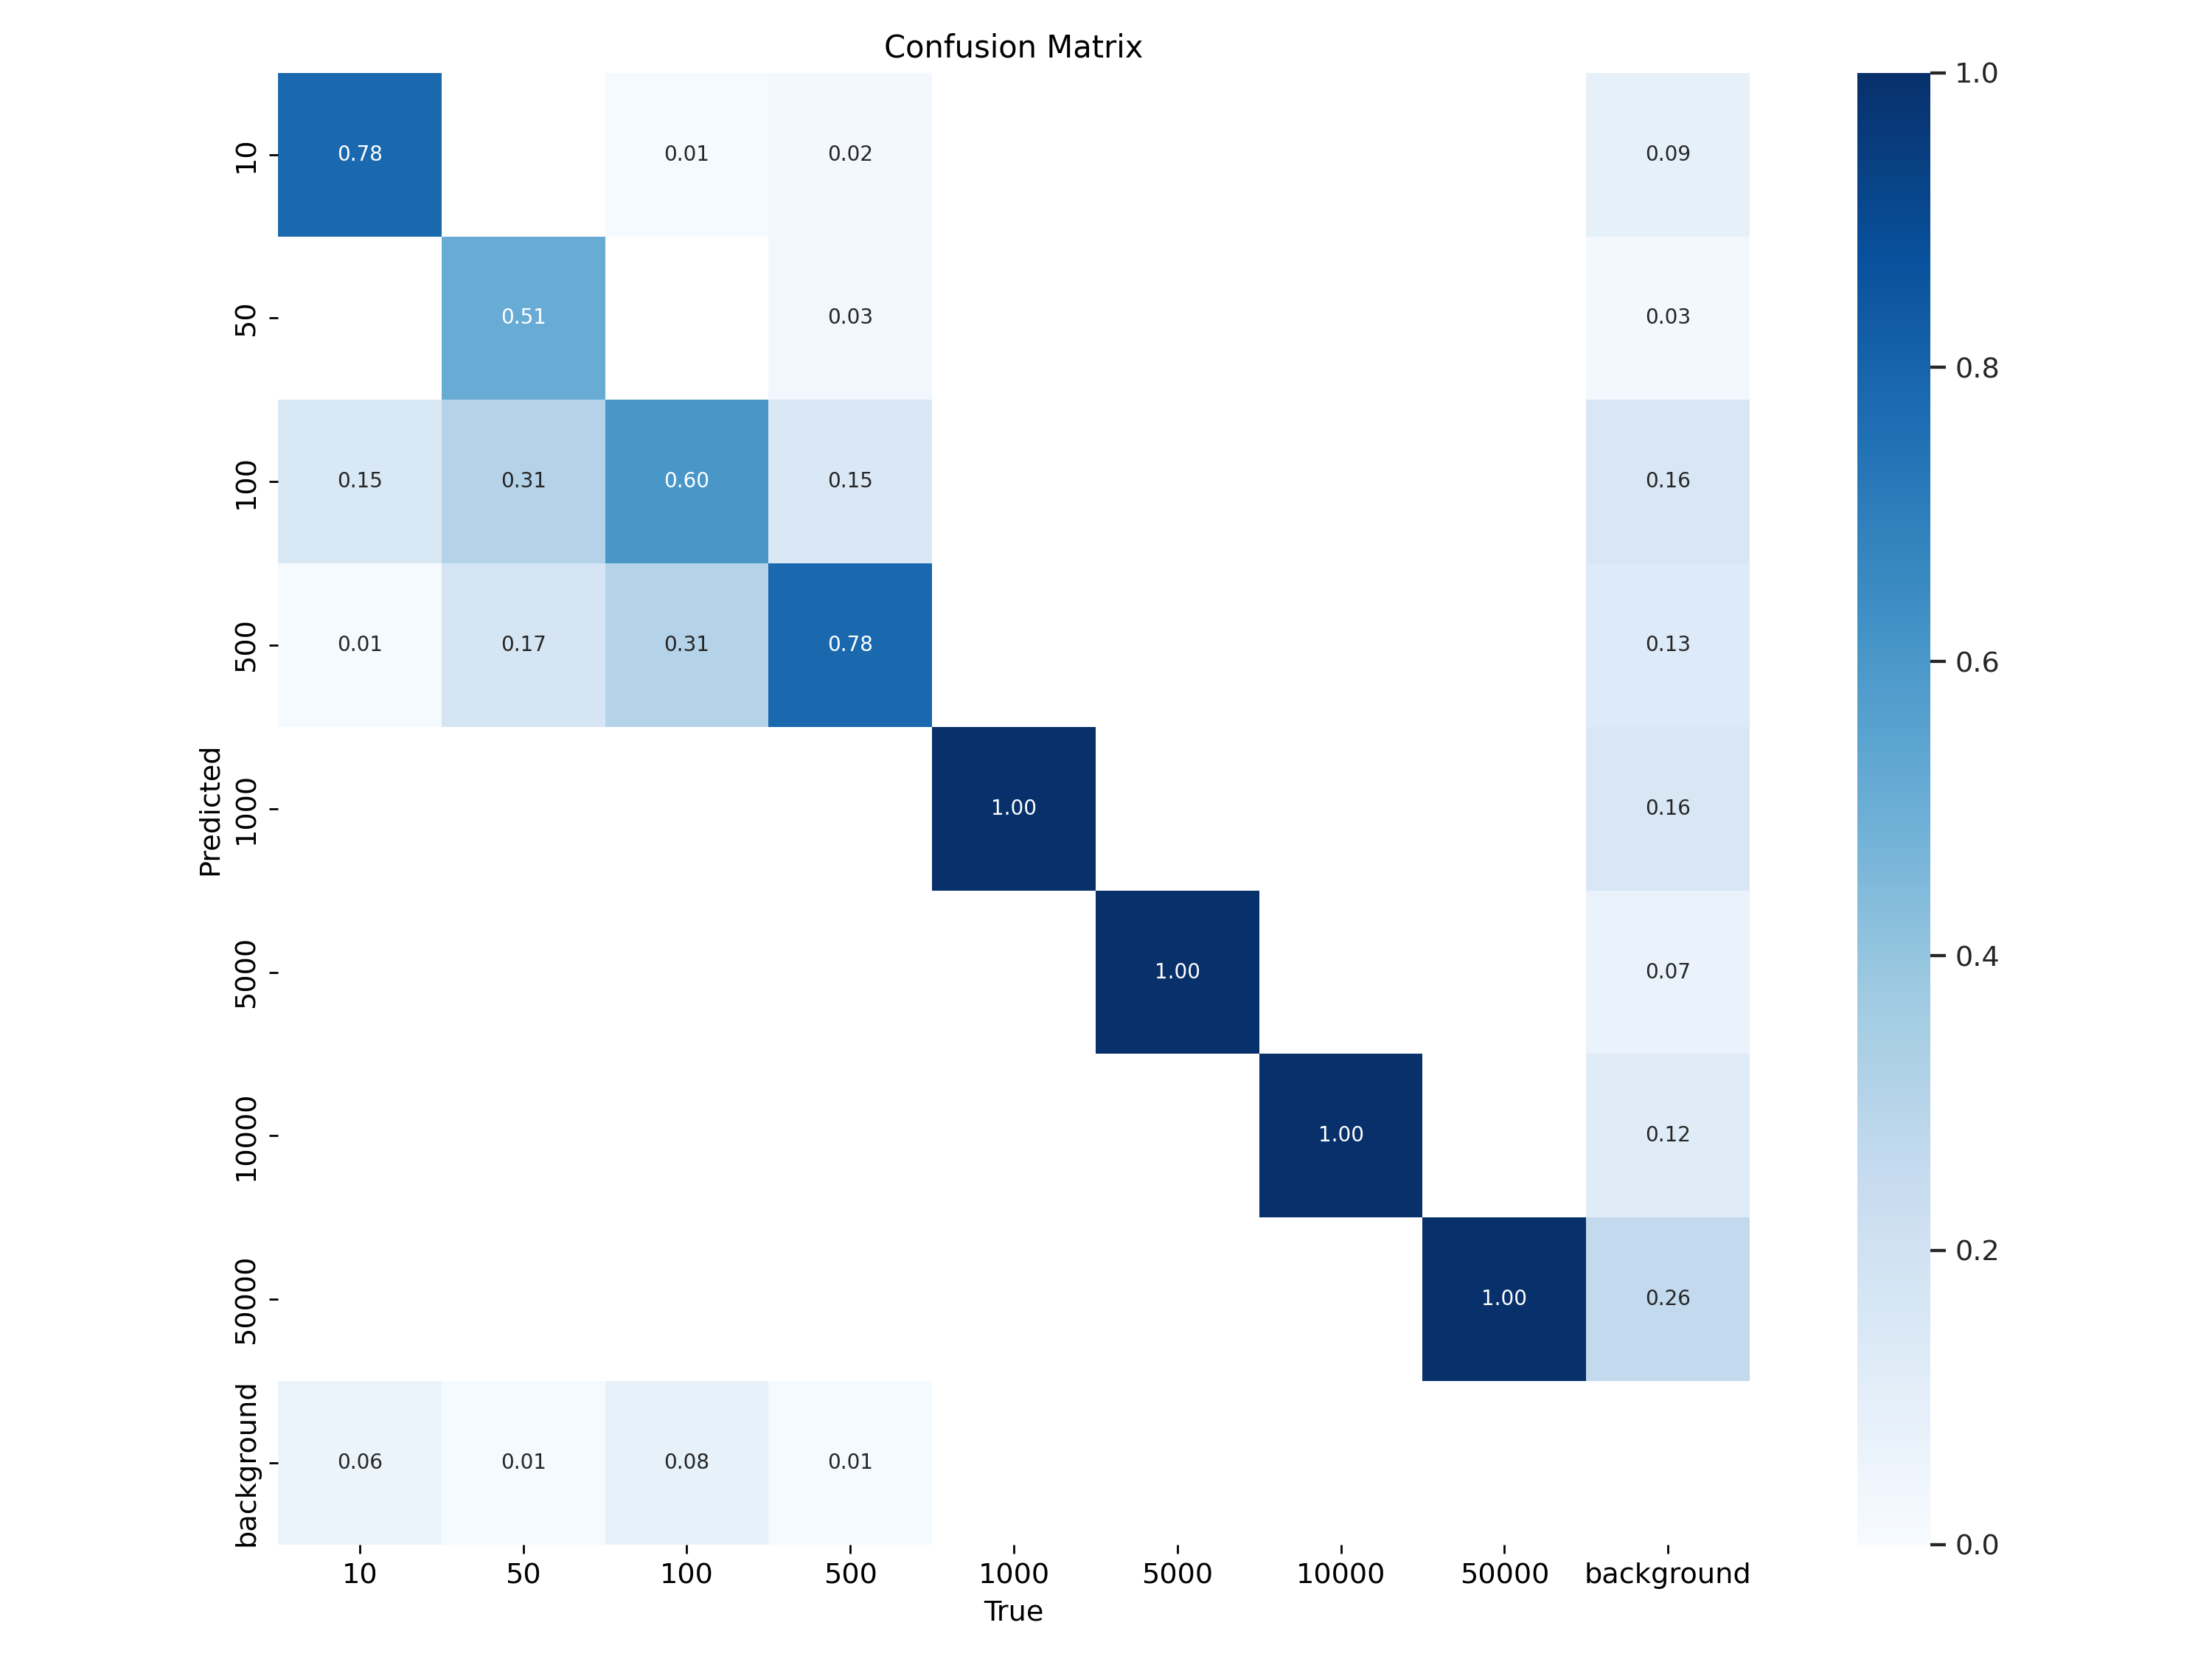 Confusion Matrix
10 0.78 0.01 0.02 0.09
50 0.51 0.03 0.03
100 0.15 0.31 0.60 0.15 0.16
500 0.01 0.17 0.31 0.78 0.13
1000 1.00 0.16
5000 1.00 0.07
10000 1.00 0.12
50000 1.00 0.26
background 0.06 0.01 0.08 0.01
10 50 100 500 1000 5000 10000 50000 background
True
Predicted
1.0
0.8
0.6
0.4
0.2
0.0